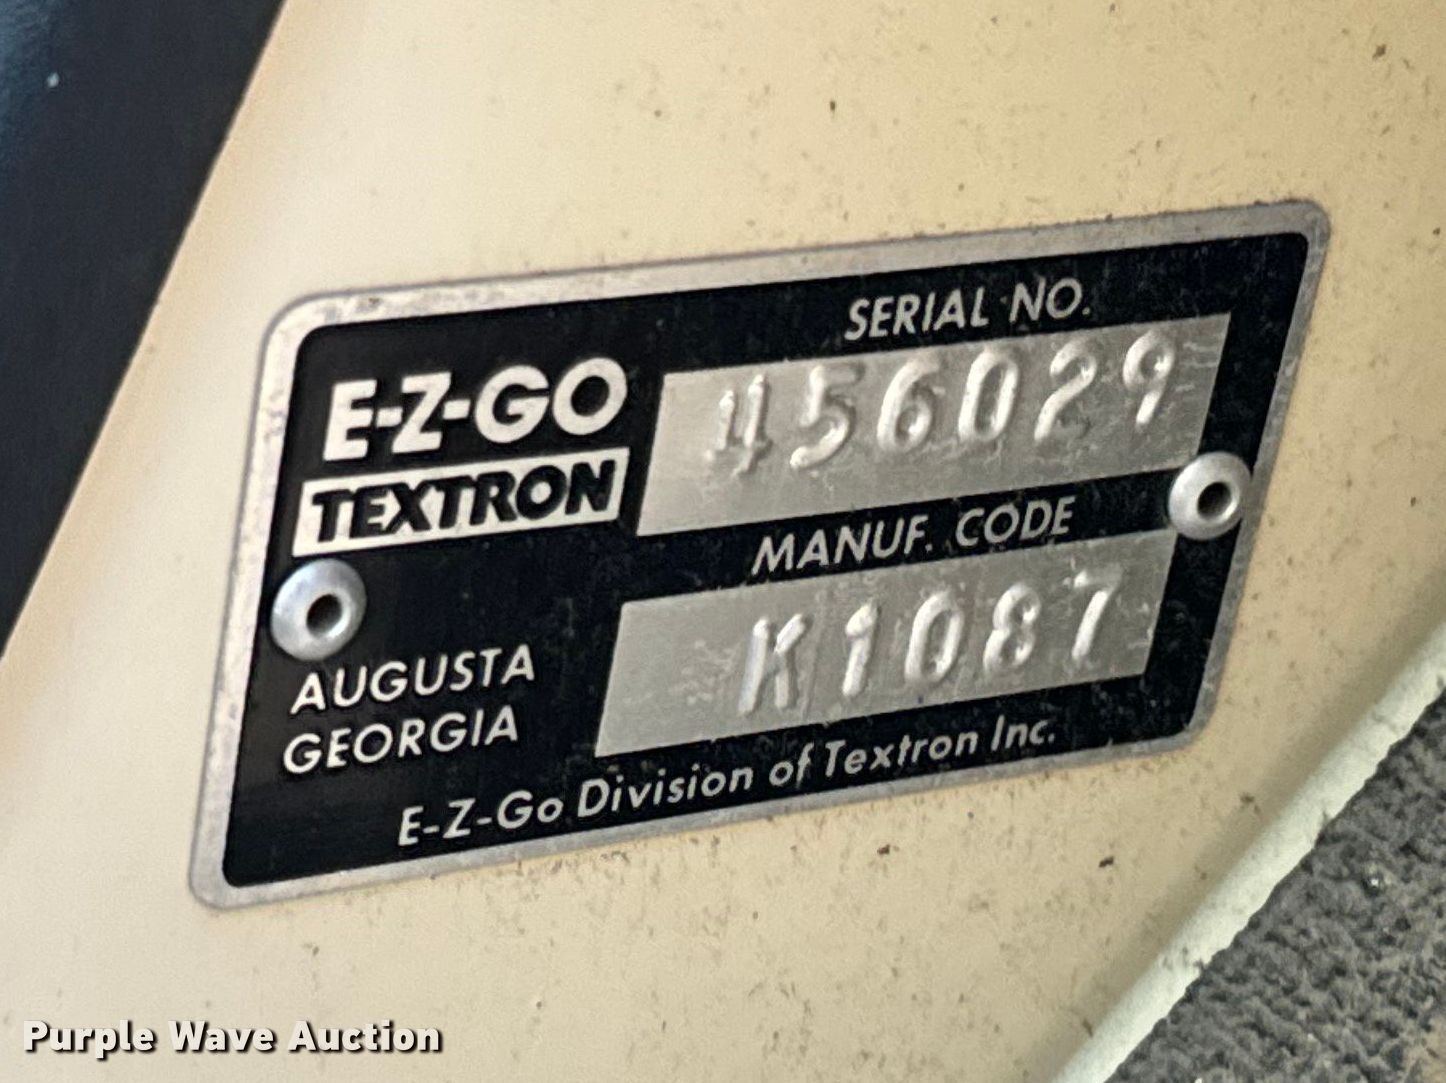 E-Z-GO
TEXTRON
SERIAL NO.
456029
MANUF. CODE
K1087
AUGUSTA
GEORGIA
E-Z-Go Division of Textron Inc.
Purple Wave Auction